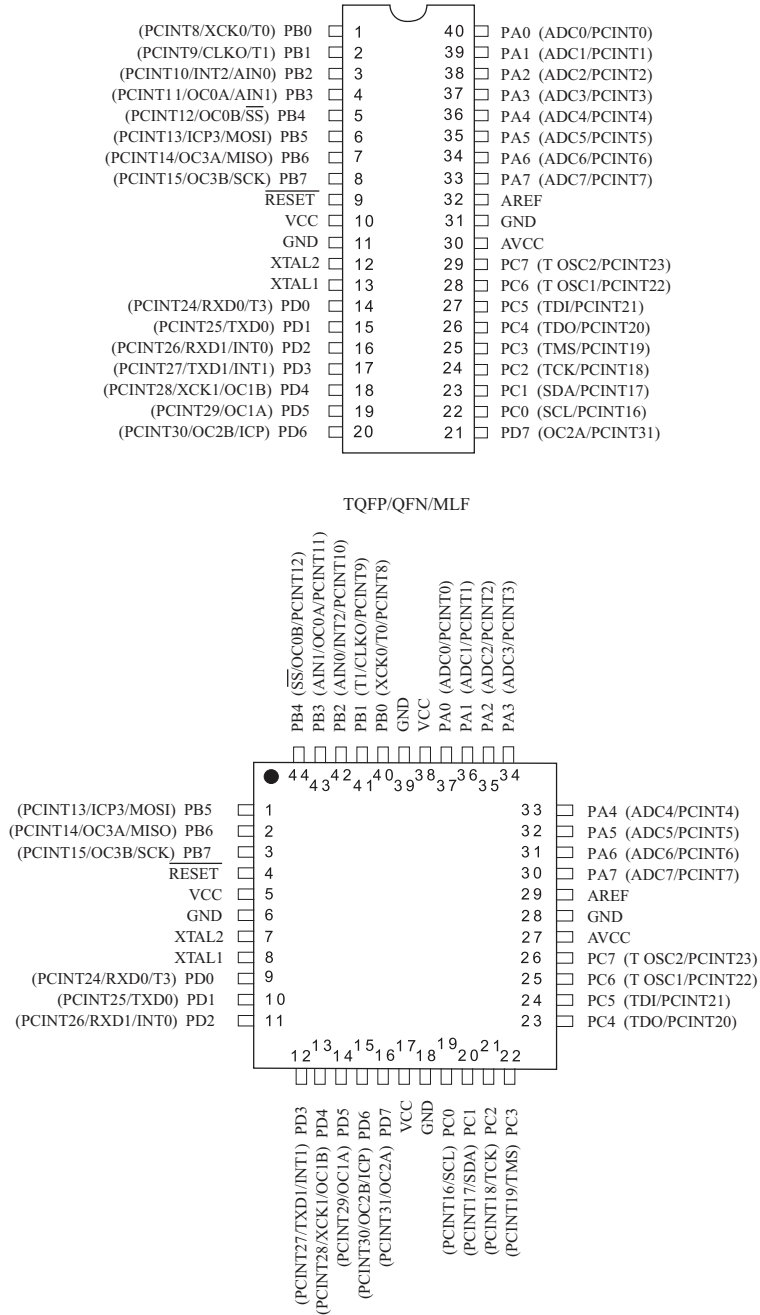 (PCINT8/XCK0/T0) PB0 1 40 PA0 (ADC0/PCINT0)
(PCINT9/CLKO/T1) PB1 2 39 PA1 (ADC1/PCINT1)
(PCINT10/INT2/AIN0) PB2 3 38 PA2 (ADC2/PCINT2)
(PCINT11/OC0A/AIN1) PB3 4 37 PA3 (ADC3/PCINT3)
(PCINT12/OC0B/SS) PB4 5 36 PA4 (ADC4/PCINT4)
(PCINT13/ICP3/MOSI) PB5 6 35 PA5 (ADC5/PCINT5)
(PCINT14/OC3A/MISO) PB6 7 34 PA6 (ADC6/PCINT6)
(PCINT15/OC3B/SCK) PB7 8 33 PA7 (ADC7/PCINT7)
RESET 9 32 AREF
VCC 10 31 GND
GND 11 30 AVCC
XTAL2 12 29 PC7 (T OSC2/PCINT23)
XTAL1 13 28 PC6 (T OSC1/PCINT22)
(PCINT24/RXD0/T3) PD0 14 27 PC5 (TDI/PCINT21)
(PCINT25/TXD0) PD1 15 26 PC4 (TDO/PCINT20)
(PCINT26/RXD1/INT0) PD2 16 25 PC3 (TMS/PCINT19)
(PCINT27/TXD1/INT1) PD3 17 24 PC2 (TCK/PCINT18)
(PCINT28/XCK1/OC1B) PD4 18 23 PC1 (SDA/PCINT17)
(PCINT29/OC1A) PD5 19 22 PC0 (SCL/PCINT16)
(PCINT30/OC2B/ICP) PD6 20 21 PD7 (OC2A/PCINT31)
TQFP/QFN/MLF
PB4 (SS/OC0B/PCINT12)
PB3 (AIN1/OC0A/PCINT11)
PB2 (AIN0/INT2/PCINT10)
PB1 (T1/CLKO/PCINT9)
PB0 (XCK0/T0/PCINT8)
GND
VCC
PA0 (ADC0/PCINT0)
PA1 (ADC1/PCINT1)
PA2 (ADC2/PCINT2)
PA3 (ADC3/PCINT3)
44 43 42 41 40 39 38 37 36 35 34
(PCINT13/ICP3/MOSI) PB5 1 33 PA4 (ADC4/PCINT4)
(PCINT14/OC3A/MISO) PB6 2 32 PA5 (ADC5/PCINT5)
(PCINT15/OC3B/SCK) PB7 3 31 PA6 (ADC6/PCINT6)
RESET 4 30 PA7 (ADC7/PCINT7)
VCC 5 29 AREF
GND 6 28 GND
XTAL2 7 27 AVCC
XTAL1 8 26 PC7 (T OSC2/PCINT23)
(PCINT24/RXD0/T3) PD0 9 25 PC6 (T OSC1/PCINT22)
(PCINT25/TXD0) PD1 10 24 PC5 (TDI/PCINT21)
(PCINT26/RXD1/INT0) PD2 11 23 PC4 (TDO/PCINT20)
12 13 14 15 16 17 18 19 20 21 22
(PCINT27/TXD1/INT1) PD3
(PCINT28/XCK1/OC1B) PD4
(PCINT29/OC1A) PD5
(PCINT30/OC2B/ICP) PD6
(PCINT31/OC2A) PD7
VCC
GND
(PCINT16/SCL) PC0
(PCINT17/SDA) PC1
(PCINT18/TCK) PC2
(PCINT19/TMS) PC3